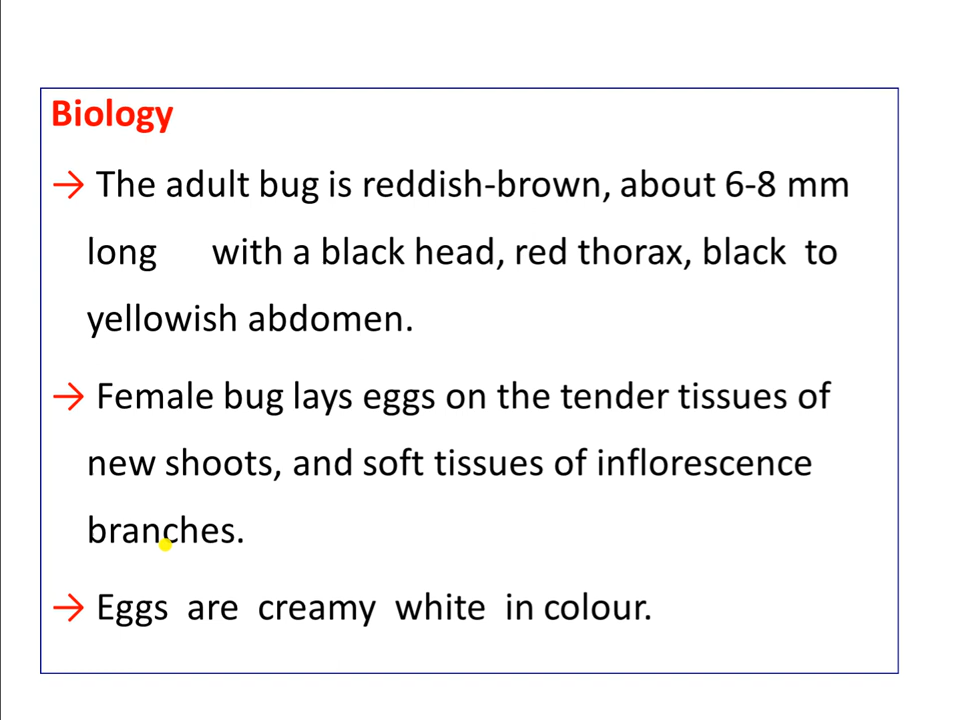 Biology
→ The adult bug is reddish-brown, about 6-8 mm
long with a black head, red thorax, black to
yellowish abdomen.
→ Female bug lays eggs on the tender tissues of
new shoots, and soft tissues of inflorescence
branches.
→ Eggs are creamy white in colour.